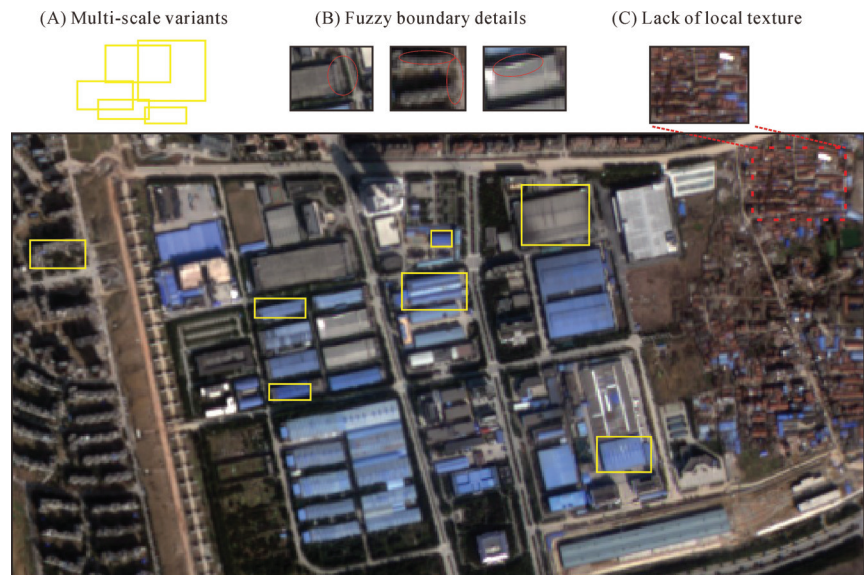 (A) Multi-scale variants
(B) Fuzzy boundary details
(C) Lack of local texture